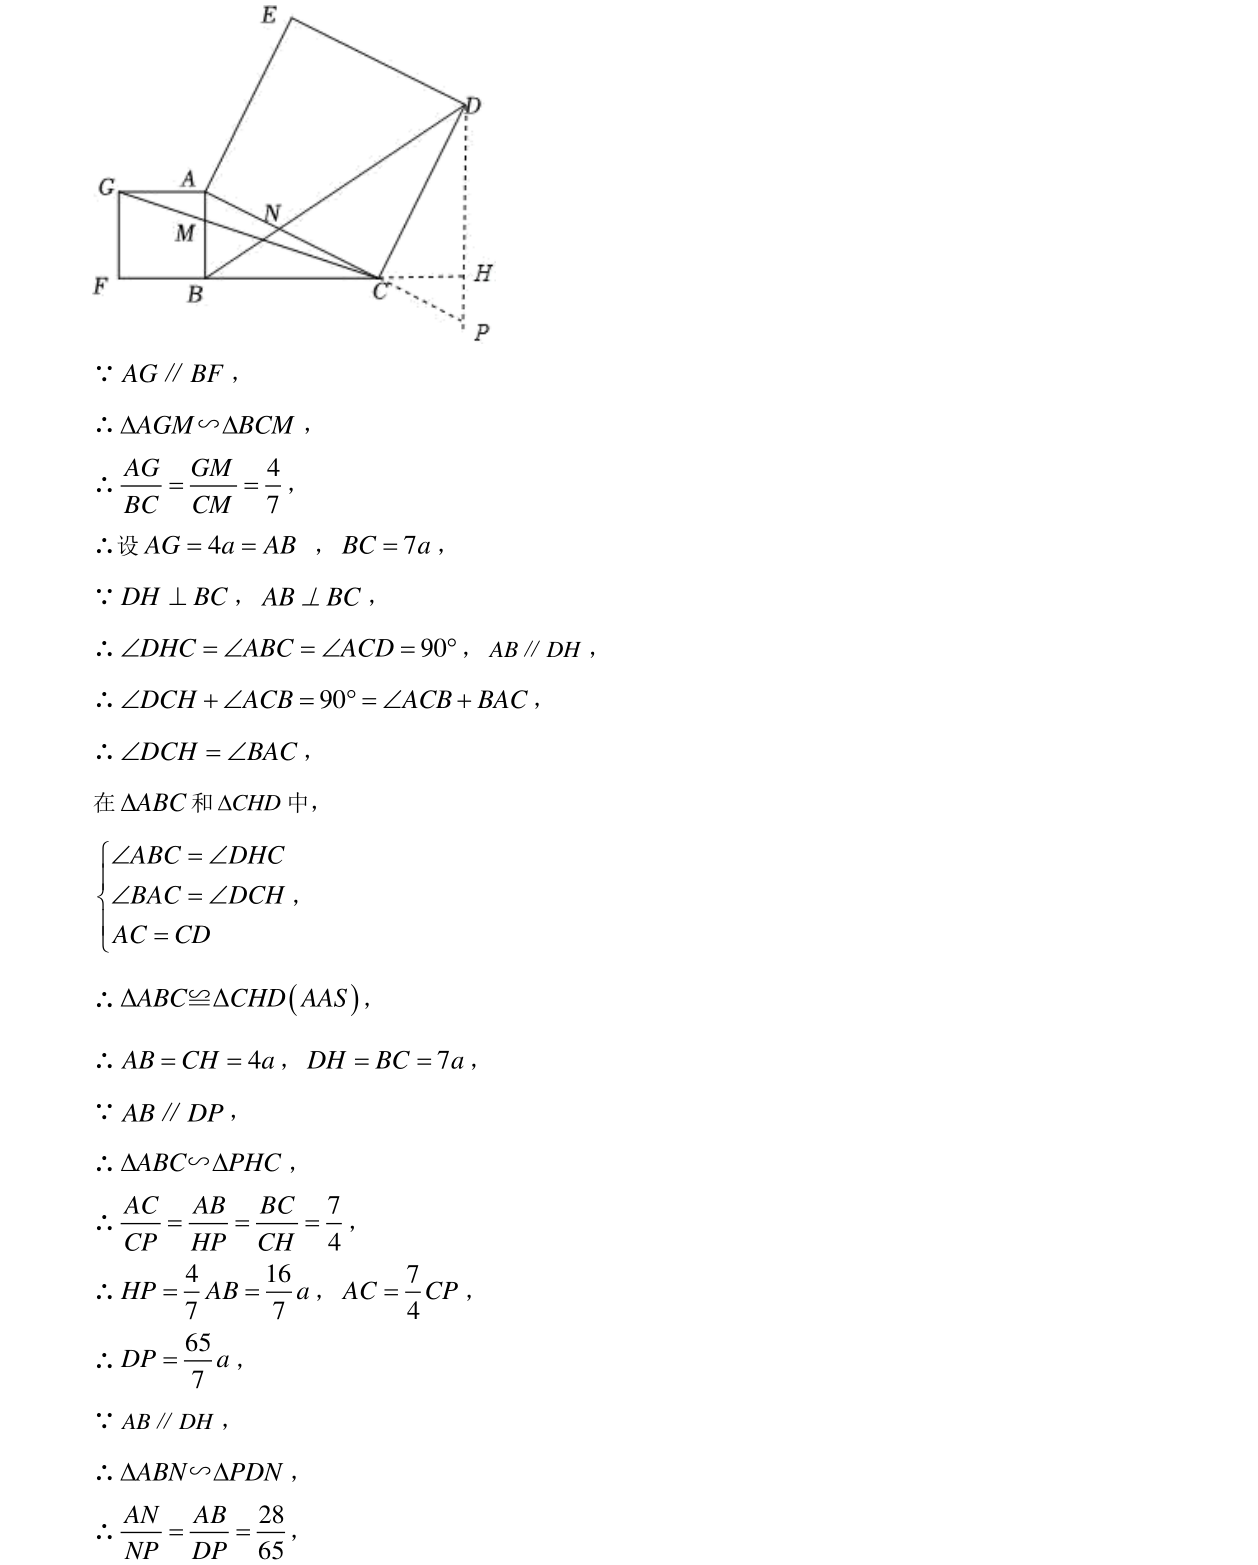 E
D
G
A
N
M
H
F
B
C
P
∵ AG // BF，
∴ ΔAGM∽ΔBCM，
∴ AG/BC = GM/CM = 4/7，
∴设 AG = 4a = AB ， BC = 7a，
∵ DH ⊥ BC， AB ⊥ BC，
∴ ∠DHC = ∠ABC = ∠ACD = 90°， AB // DH，
∴ ∠DCH + ∠ACB = 90° = ∠ACB + BAC，
∴ ∠DCH = ∠BAC，
在 ΔABC 和 ΔCHD 中，
∠ABC = ∠DHC
∠BAC = ∠DCH，
AC = CD
∴ ΔABC≌ΔCHD(AAS)，
∴ AB = CH = 4a， DH = BC = 7a，
∵ AB // DP，
∴ ΔABC∽ΔPHC，
∴ AC/CP = AB/HP = BC/CH = 7/4，
∴ HP = 4/7 AB = 16/7 a， AC = 7/4 CP，
∴ DP = 65/7 a，
∵ AB // DH，
∴ ΔABN∽ΔPDN，
∴ AN/NP = AB/DP = 28/65，